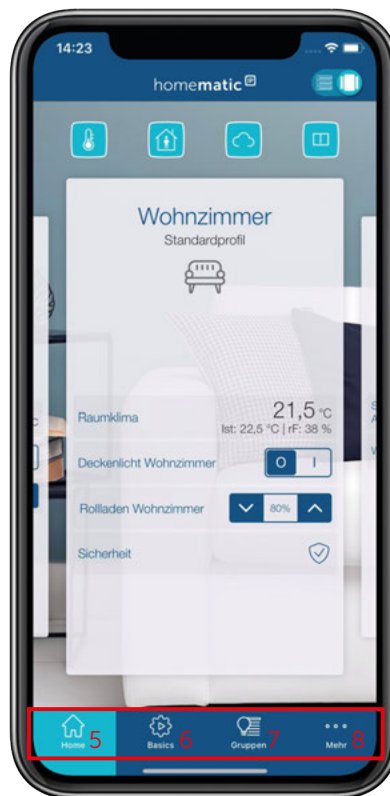 14:23
homematic IP
Wohnzimmer
Standardprofil
Raumklima 21,5 °C
Ist: 22,5 °C | rF: 38 %
Deckenlicht Wohnzimmer O I
Rollladen Wohnzimmer 80%
Sicherheit
Home 5 Basics 6 Gruppen 7 Mehr 8